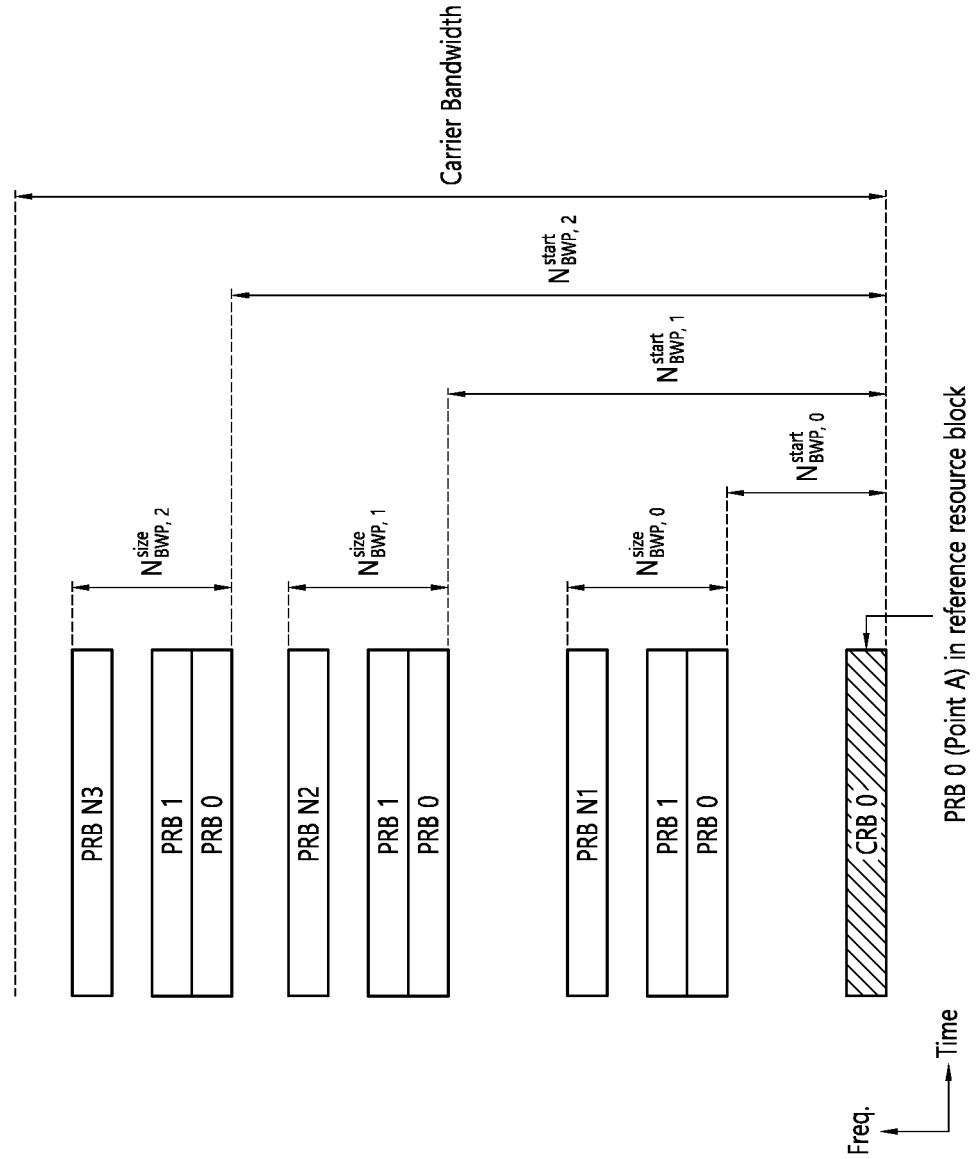 Carrier Bandwidth
N^start_BWP, 2
N^start_BWP, 1
N^start_BWP, 0
N^size_BWP, 2
N^size_BWP, 1
N^size_BWP, 0
PRB N3
PRB 1
PRB 0
PRB N2
PRB 1
PRB 0
PRB N1
PRB 1
PRB 0
CRB 0
PRB 0 (Point A) in reference resource block
Freq.
Time